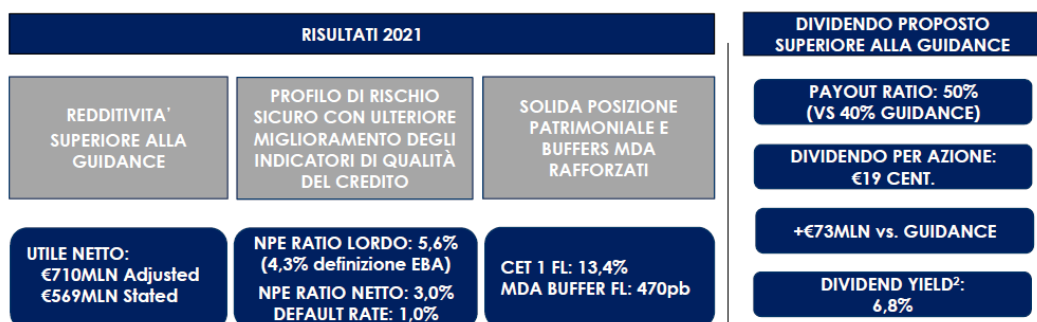 RISULTATI 2021
REDDITIVITA'
SUPERIORE ALLA
GUIDANCE
PROFILO DI RISCHIO
SICURO CON ULTERIORE
MIGLIORAMENTO DEGLI
INDICATORI DI QUALITÀ
DEL CREDITO
SOLIDA POSIZIONE
PATRIMONIALE E
BUFFERS MDA
RAFFORZATI
UTILE NETTO:
€710MLN Adjusted
€569MLN Stated
NPE RATIO LORDO: 5,6%
(4,3% definizione EBA)
NPE RATIO NETTO: 3,0%
DEFAULT RATE: 1,0%
CET 1 FL: 13,4%
MDA BUFFER FL: 470pb
DIVIDENDO PROPOSTO
SUPERIORE ALLA GUIDANCE
PAYOUT RATIO: 50%
(VS 40% GUIDANCE)
DIVIDENDO PER AZIONE:
€19 CENT.
+€73MLN vs. GUIDANCE
DIVIDEND YIELD²:
6,8%